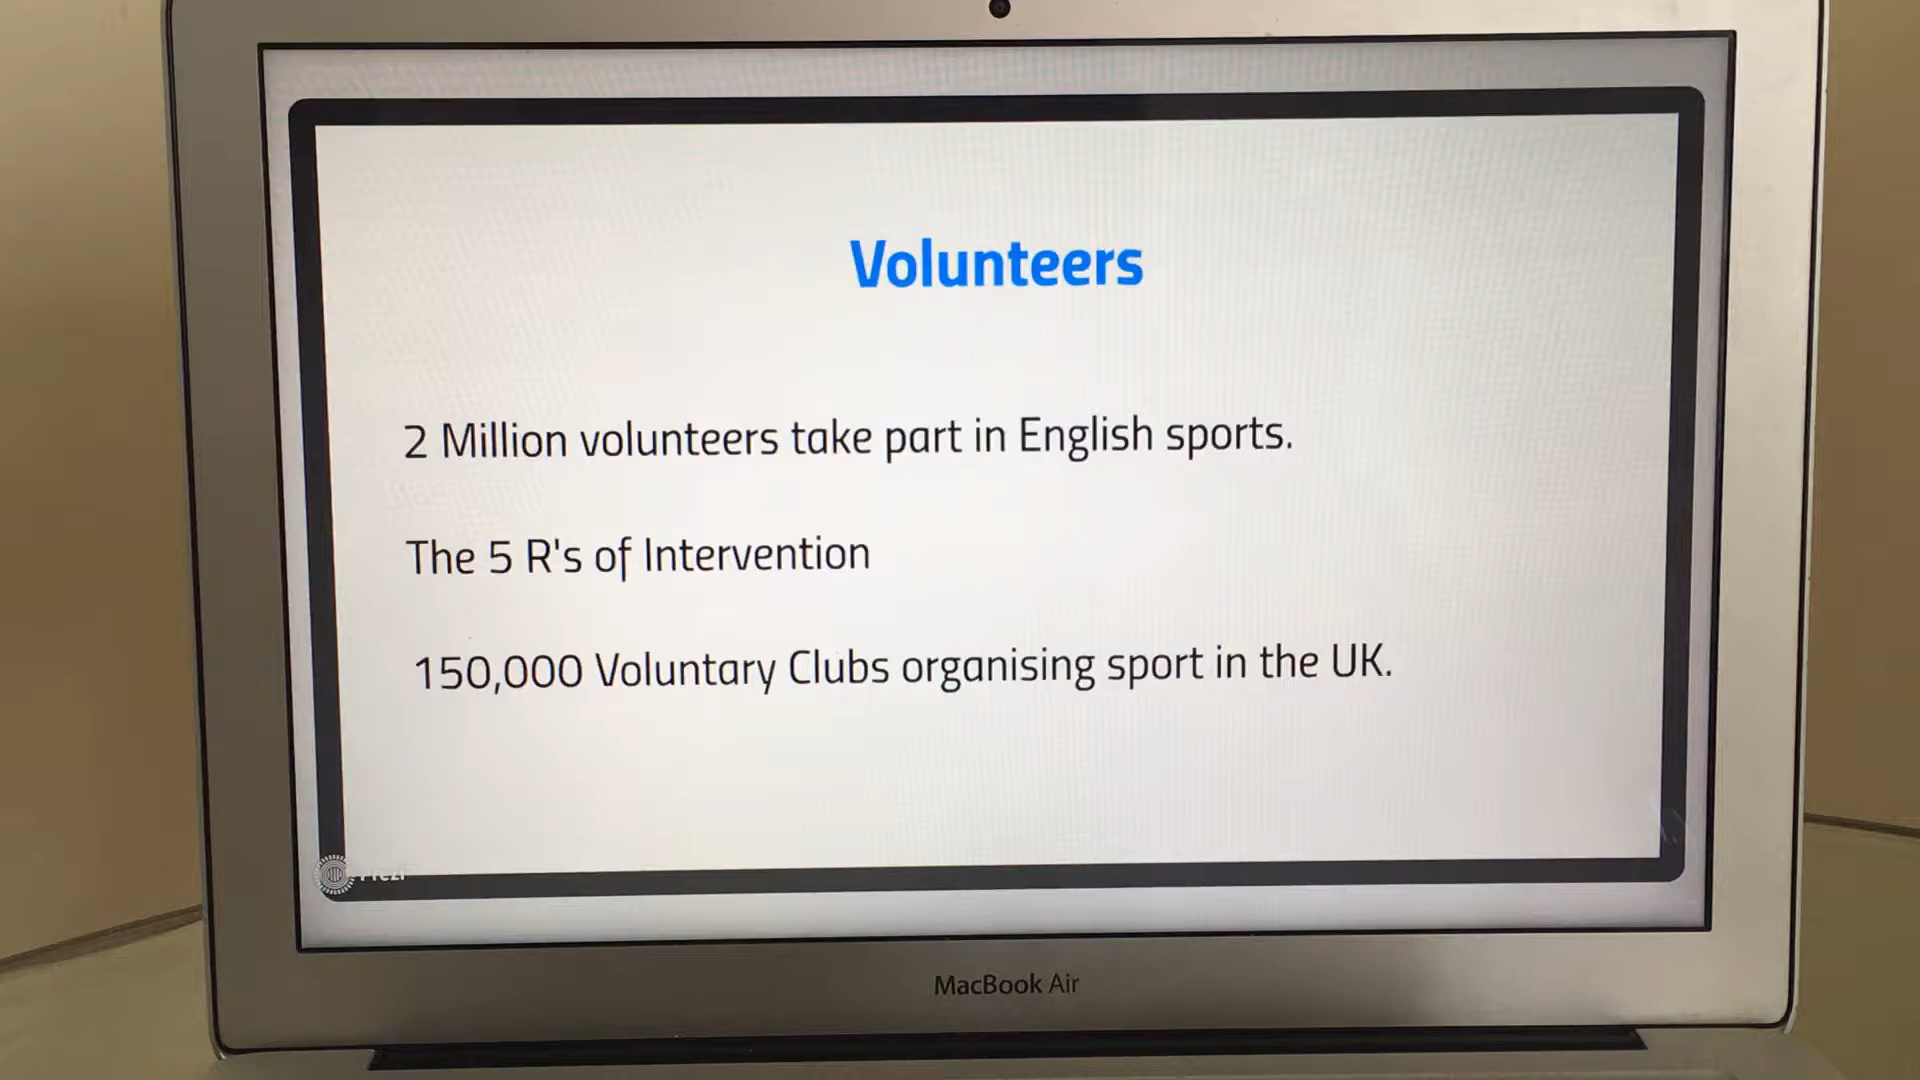 Volunteers
2 Million volunteers take part in English sports.
The 5 R's of Intervention
150,000 Voluntary Clubs organising sport in the UK.
Prezi
MacBook Air